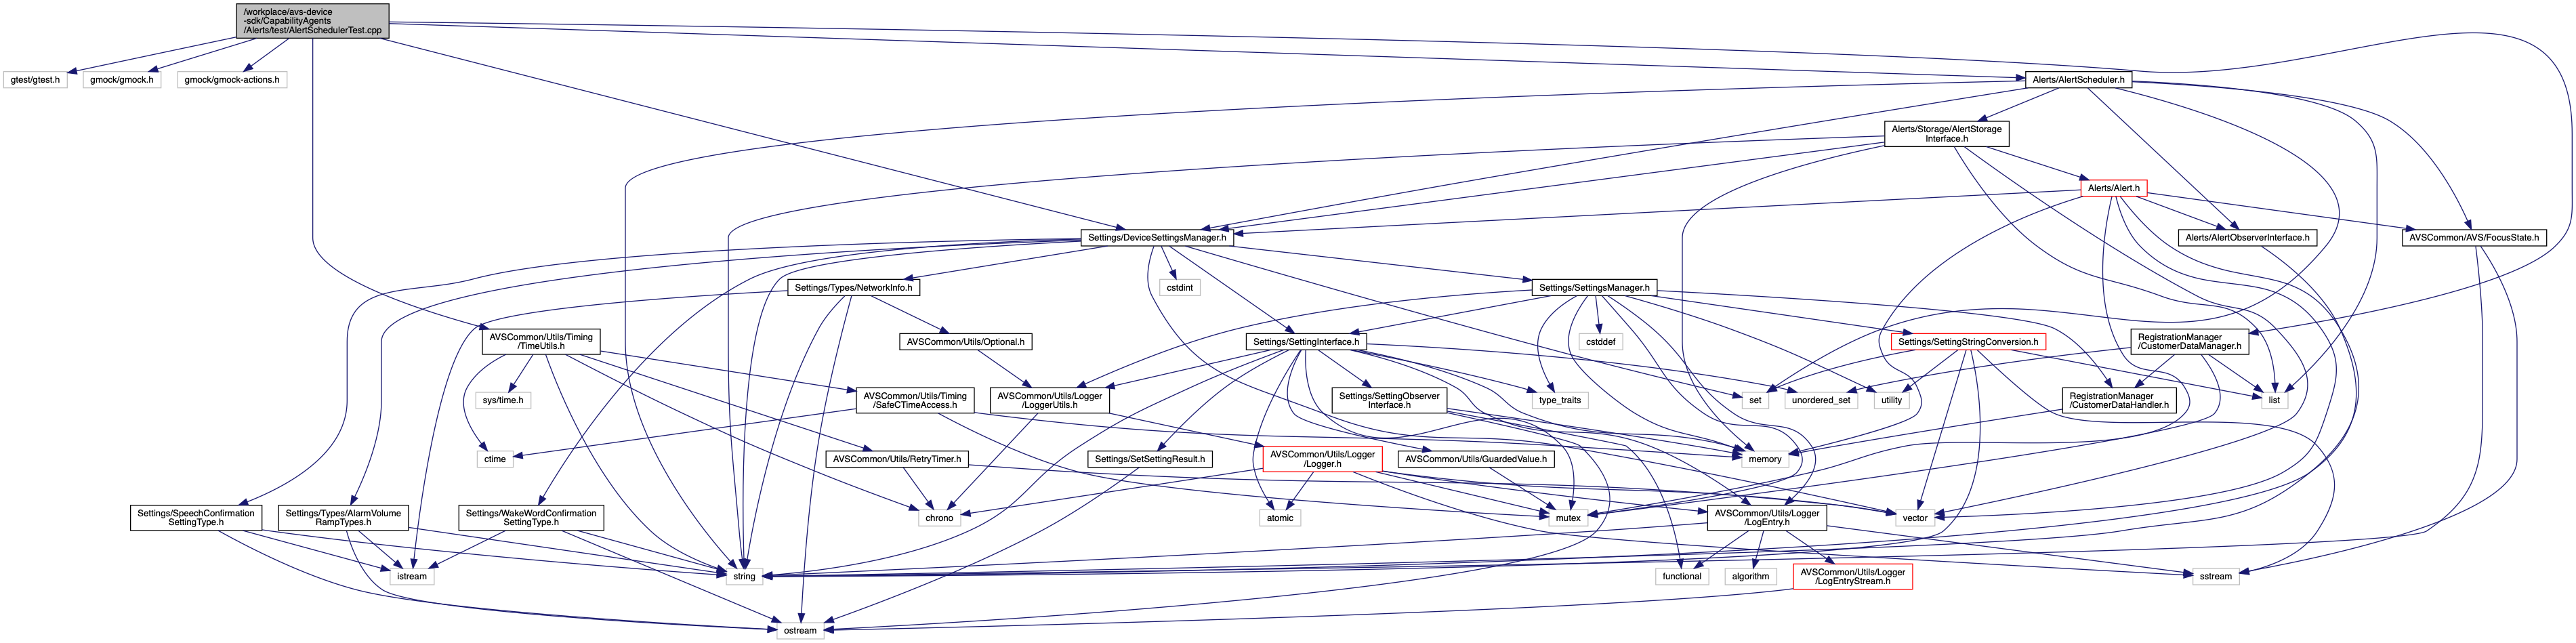 /workplace/avs-device
-sdk/CapabilityAgents
/Alerts/test/AlertSchedulerTest.cpp
gtest/gtest.h
gmock/gmock.h
gmock/gmock-actions.h
Alerts/AlertScheduler.h
Alerts/Storage/AlertStorage
Interface.h
Alerts/Alert.h
Settings/DeviceSettingsManager.h
Alerts/AlertObserverInterface.h
AVSCommon/AVS/FocusState.h
Settings/Types/NetworkInfo.h
cstdint
Settings/SettingsManager.h
AVSCommon/Utils/Timing
/TimeUtils.h
AVSCommon/Utils/Optional.h
Settings/SettingInterface.h
cstddef
Settings/SettingStringConversion.h
RegistrationManager
/CustomerDataManager.h
sys/time.h
AVSCommon/Utils/Timing
/SafeCTimeAccess.h
AVSCommon/Utils/Logger
/LoggerUtils.h
Settings/SettingObserver
Interface.h
type_traits
set
unordered_set
utility
RegistrationManager
/CustomerDataHandler.h
list
ctime
AVSCommon/Utils/RetryTimer.h
Settings/SetSettingResult.h
AVSCommon/Utils/Logger
/Logger.h
AVSCommon/Utils/GuardedValue.h
memory
Settings/SpeechConfirmation
SettingType.h
Settings/Types/AlarmVolume
RampTypes.h
Settings/WakeWordConfirmation
SettingType.h
chrono
atomic
mutex
AVSCommon/Utils/Logger
/LogEntry.h
vector
istream
string
functional
algorithm
AVSCommon/Utils/Logger
/LogEntryStream.h
sstream
ostream